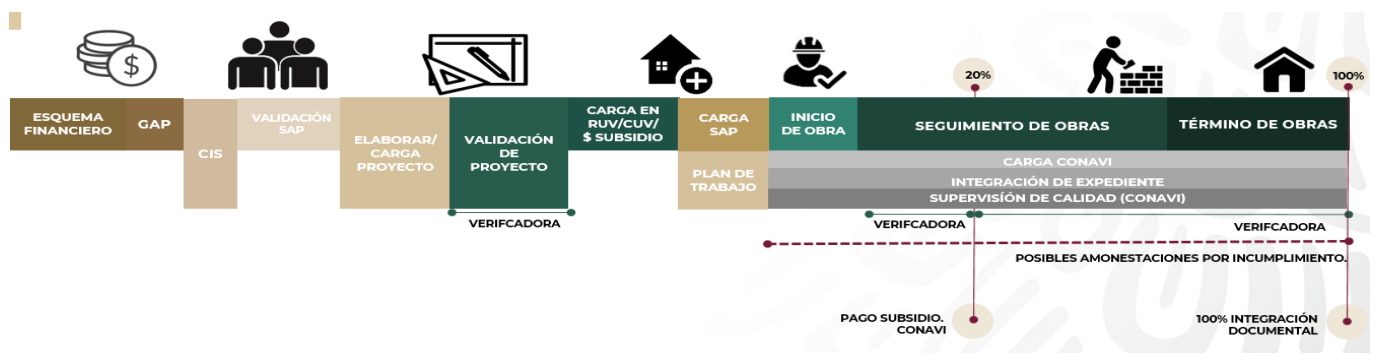 $
20%
100%
ESQUEMA
FINANCIERO
GAP
CIS
VALIDACIÓN
SAP
ELABORAR/
CARGA
PROYECTO
VALIDACIÓN
DE
PROYECTO
CARGA EN
RUV/CUV/
$ SUBSIDIO
CARGA
SAP
PLAN DE
TRABAJO
INICIO
DE OBRA
SEGUIMIENTO DE OBRAS
TÉRMINO DE OBRAS
CARGA CONAVI
INTEGRACIÓN DE EXPEDIENTE
SUPERVISIÓN DE CALIDAD (CONAVI)
VERIFCADORA
VERIFCADORA
VERIFCADORA
POSIBLES AMONESTACIONES POR INCUMPLIMIENTO.
PAGO SUBSIDIO.
CONAVI
100% INTEGRACIÓN
DOCUMENTAL